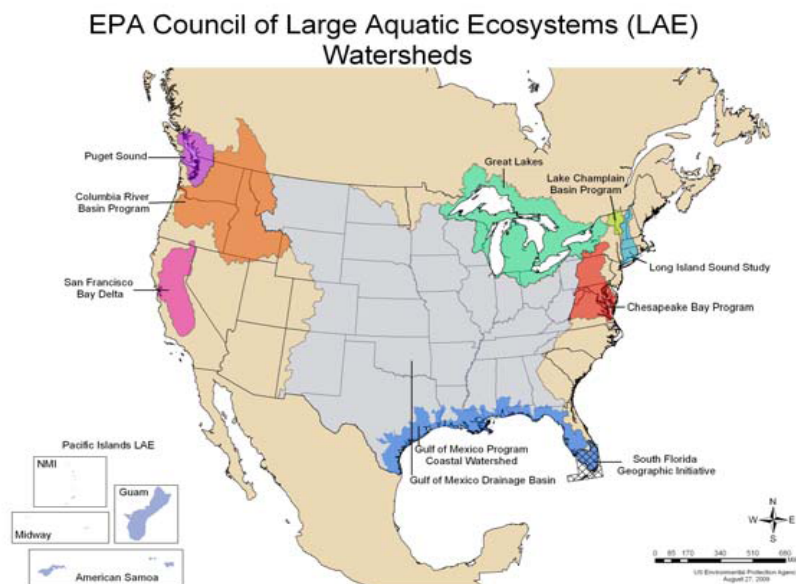 EPA Council of Large Aquatic Ecosystems (LAE)
Watersheds
Puget Sound
Columbia River
Basin Program
San Francisco
Bay Delta
Great Lakes
Lake Champlain
Basin Program
Long Island Sound Study
Chesapeake Bay Program
Gulf of Mexico Program
Coastal Watershed
Gulf of Mexico Drainage Basin
South Florida
Geographic Initiative
Pacific Islands LAE
NMI
Guam
Midway
American Samoa
N
W E
S
0 85 170 340 510 680
US Environmental Protection Agenc
August 27, 2009